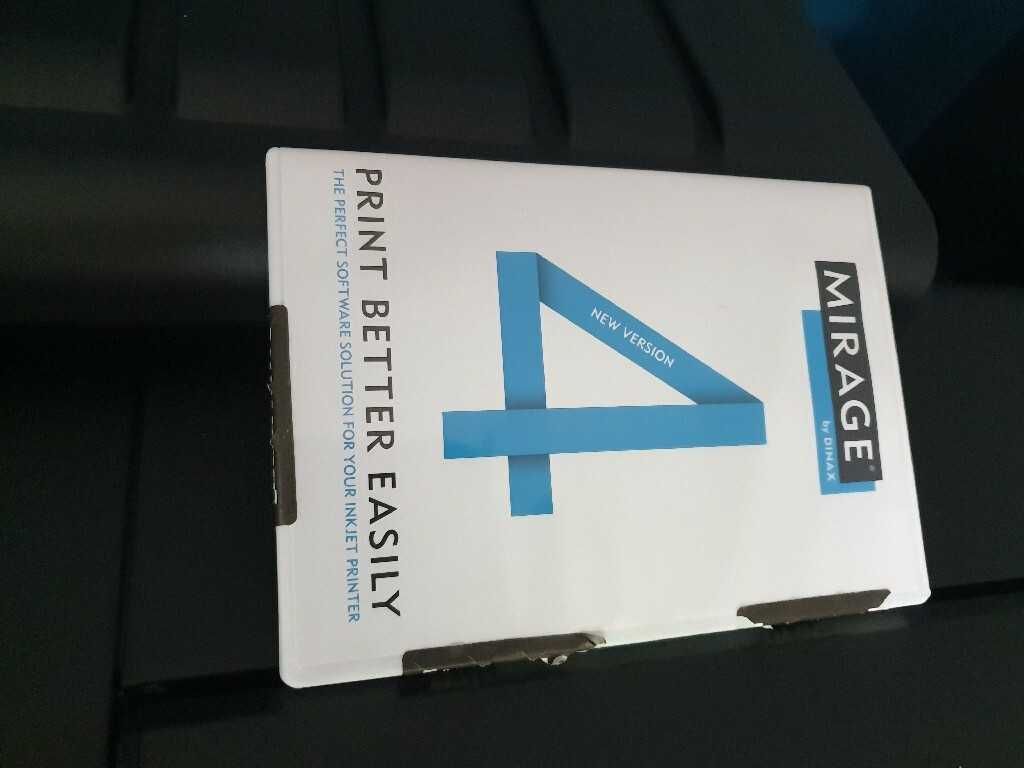 MIRAGE®
by DINAX
4
NEW VERSION
PRINT BETTER EASILY
THE PERFECT SOFTWARE SOLUTION FOR YOUR INKJET PRINTER